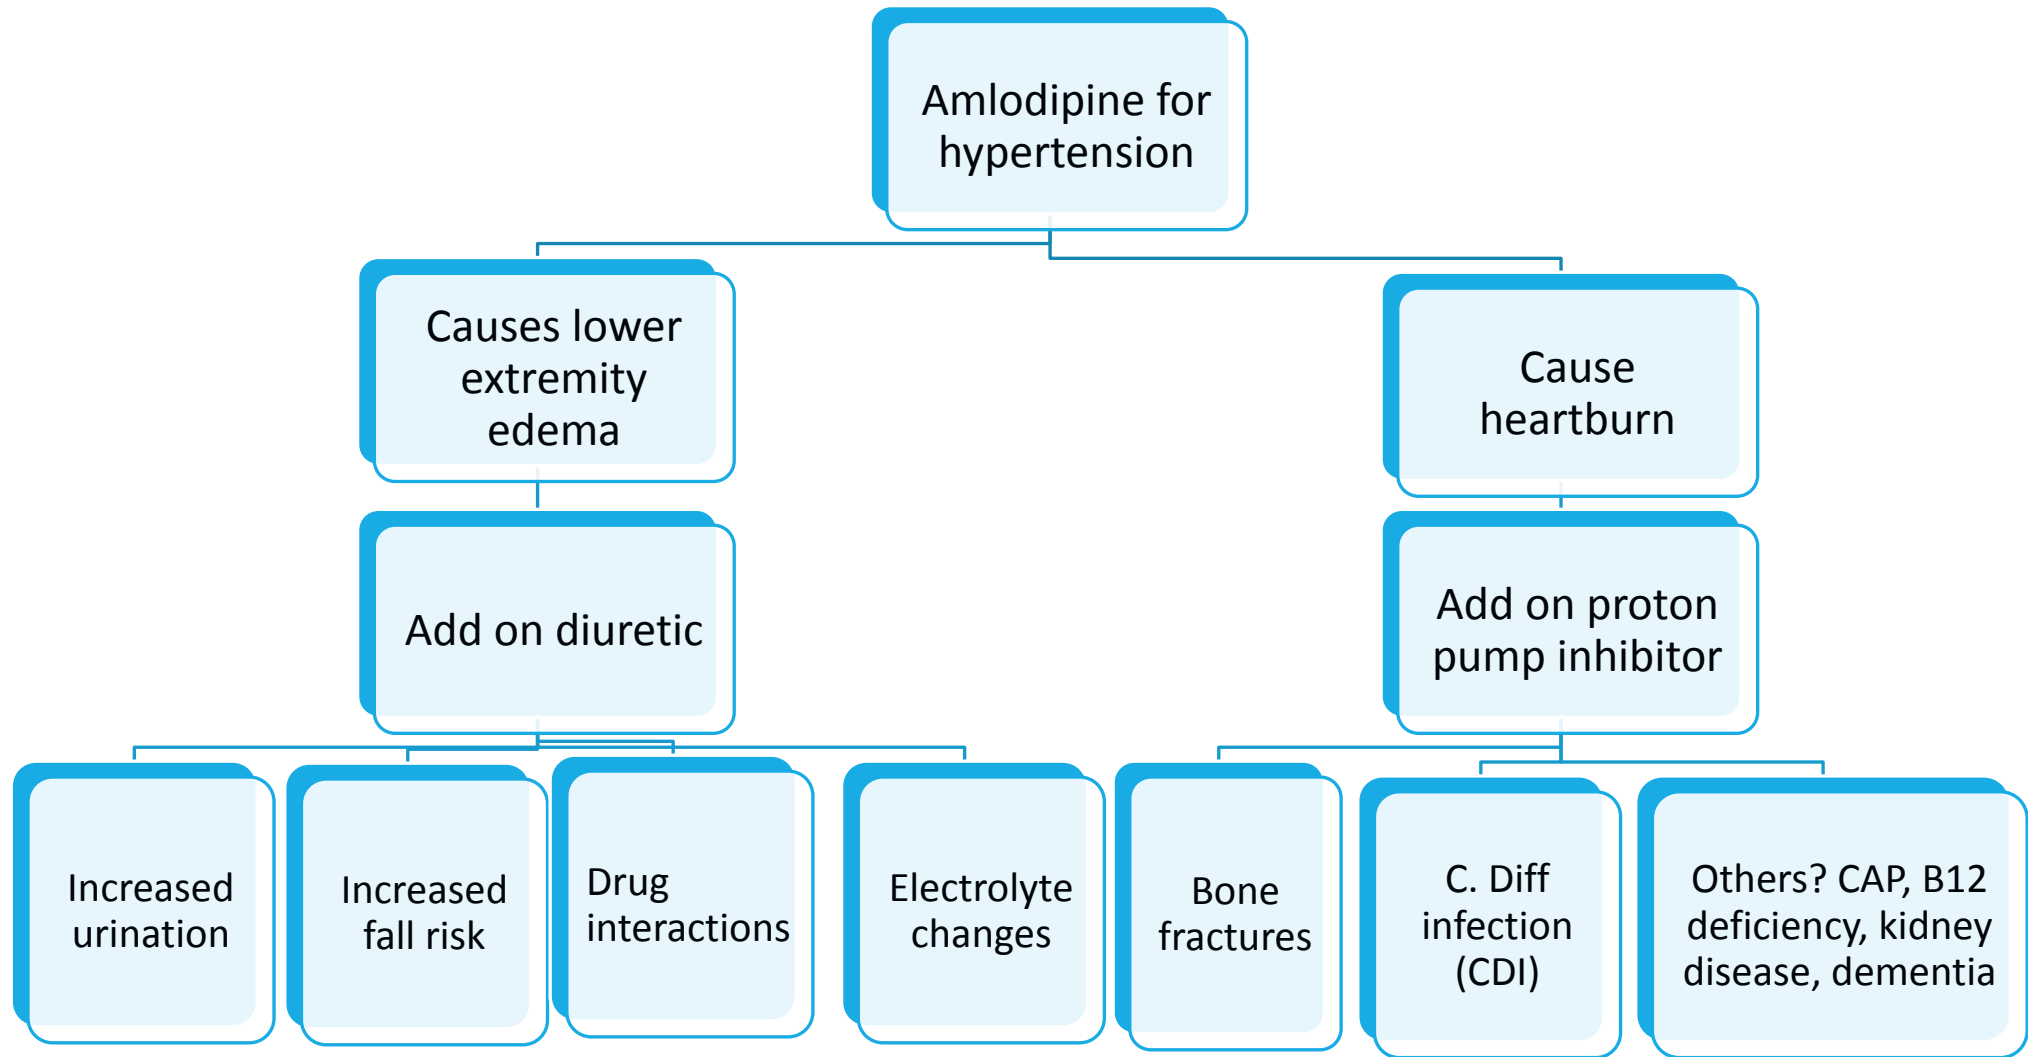 Amlodipine for
hypertension
Causes lower
extremity
edema
Cause
heartburn
Add on diuretic
Add on proton
pump inhibitor
Increased
urination
Increased
fall risk
Drug
interactions
Electrolyte
changes
Bone
fractures
C. Diff
infection
(CDI)
Others? CAP, B12
deficiency, kidney
disease, dementia